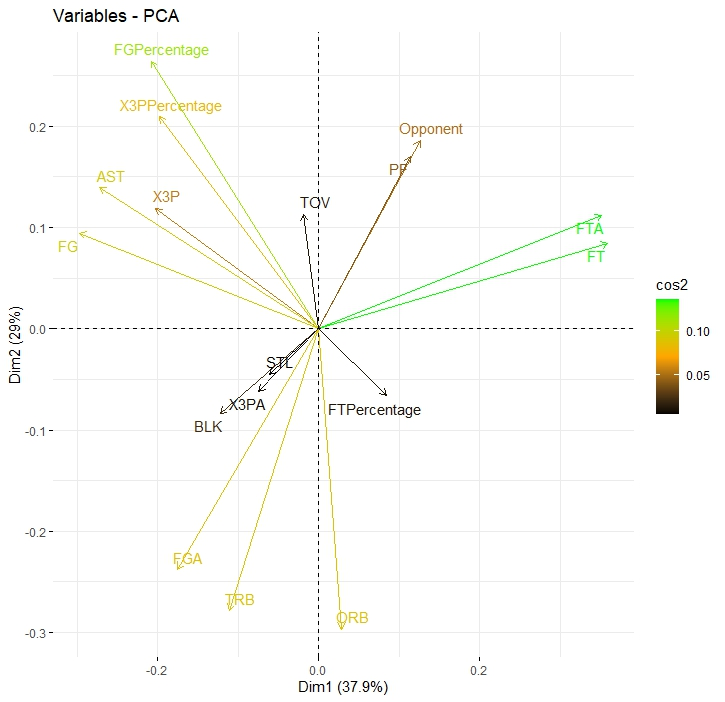 Variables - PCA
FGPercentage
X3PPercentage
Opponent
0.2
PF
AST
X3P
TOV
0.1
FTA
FG
FT
cos2
0.0
0.10
Dim2 (29%)
STL
0.05
X3PA
FTPercentage
BLK
-0.1
-0.2
FGA
TRB
ORB
-0.3
-0.2
0.0
0.2
Dim1 (37.9%)